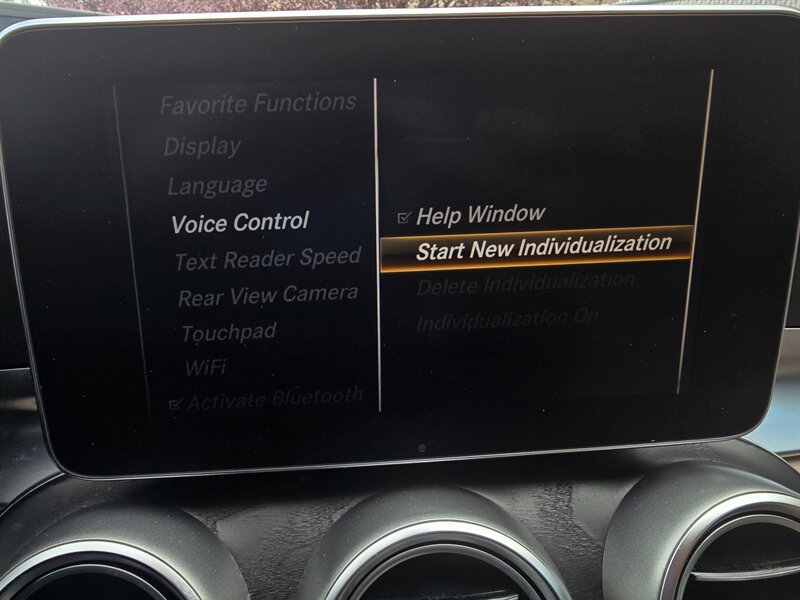 Favorite Functions
Display
Language
Voice Control
Text Reader Speed
Rear View Camera
Touchpad
WiFi
Activate Bluetooth
Help Window
Start New Individualization
Delete Individualization
Individualization On